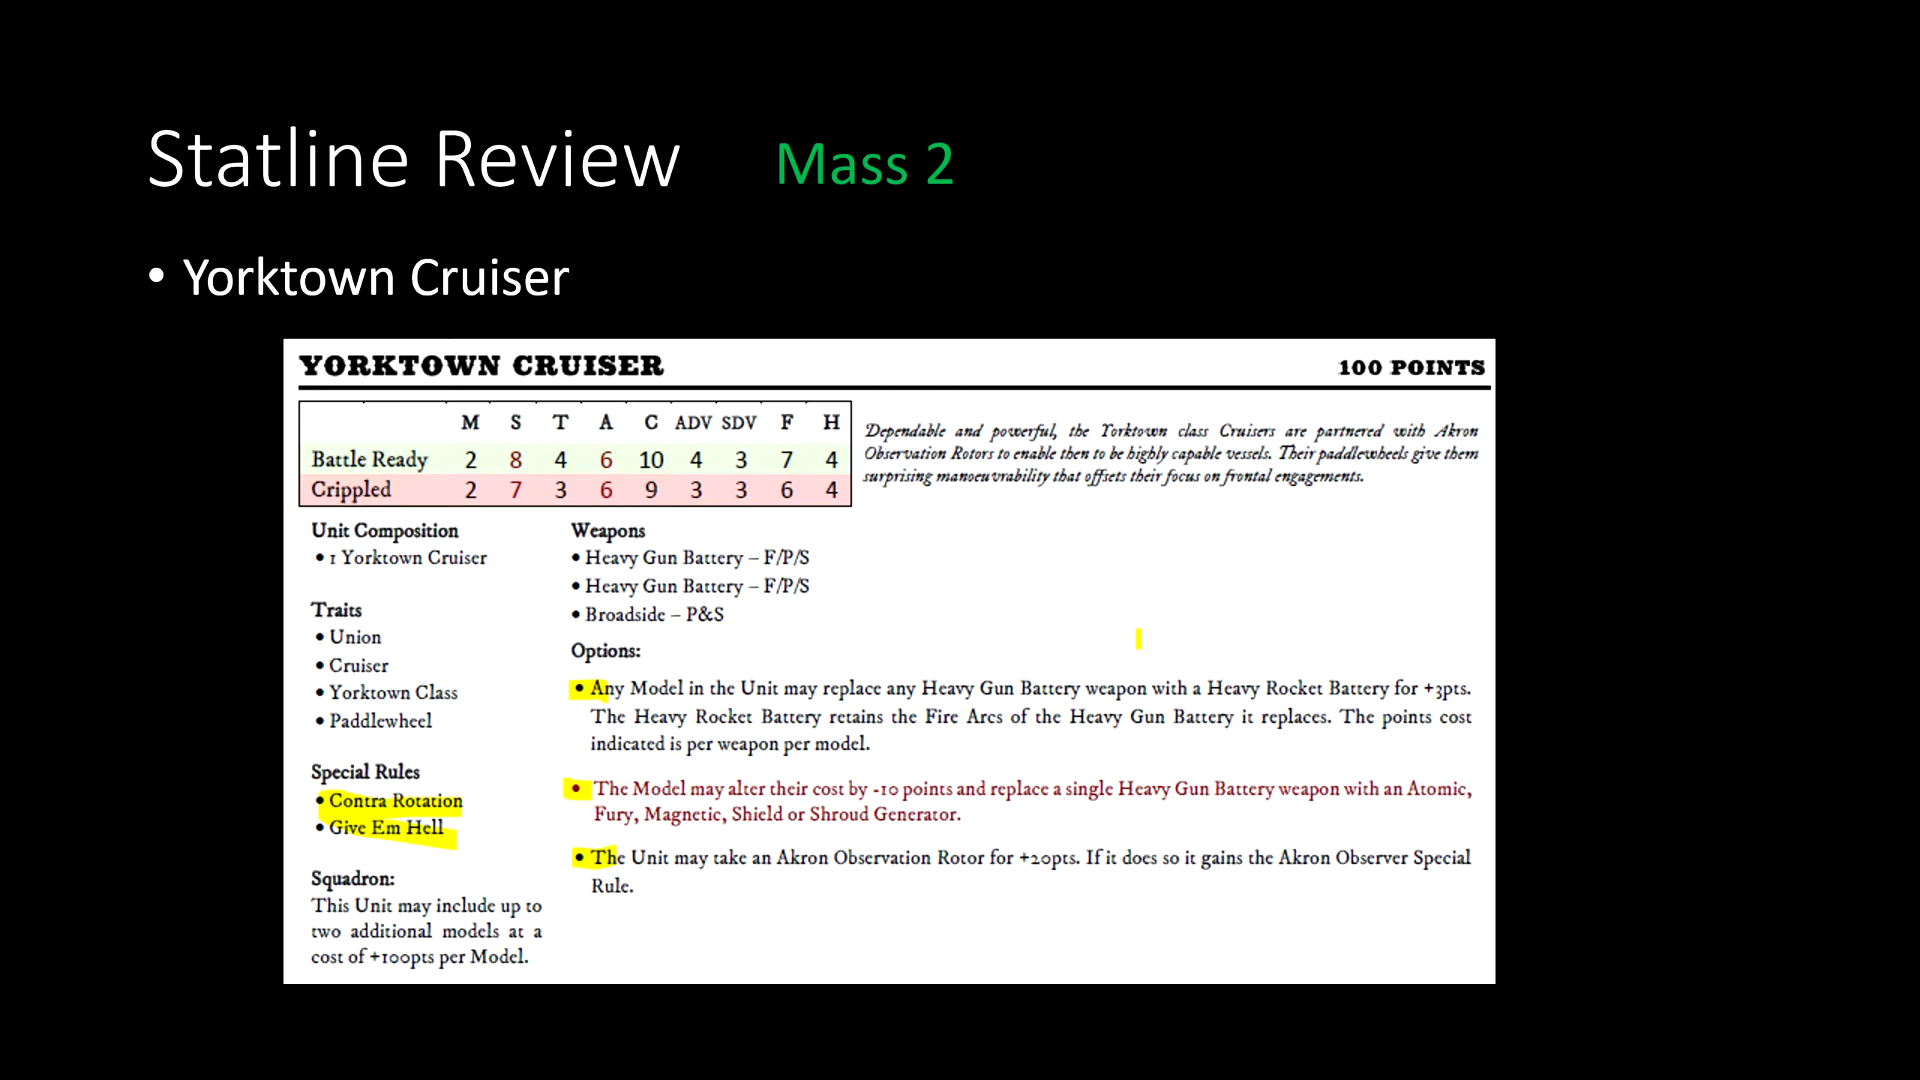 Statline Review
Mass 2
• Yorktown Cruiser
YORKTOWN CRUISER
100 POINTS
M S T A C ADV SDV F H
Battle Ready 2 8 4 6 10 4 3 7 4
Crippled 2 7 3 6 9 3 3 6 4
Dependable and powerful, the Yorktown class Cruisers are partnered with Akron
Observation Rotors to enable then to be highly capable vessels. Their paddlewheels give them
surprising manoeuvrability that offsets their focus on frontal engagements.
Unit Composition
• 1 Yorktown Cruiser
Traits
• Union
• Cruiser
• Yorktown Class
• Paddlewheel
Special Rules
• Contra Rotation
• Give Em Hell
Squadron:
This Unit may include up to
two additional models at a
cost of +100pts per Model.
Weapons
• Heavy Gun Battery – F/P/S
• Heavy Gun Battery – F/P/S
• Broadside – P&S
Options:
• Any Model in the Unit may replace any Heavy Gun Battery weapon with a Heavy Rocket Battery for +3pts.
The Heavy Rocket Battery retains the Fire Arcs of the Heavy Gun Battery it replaces. The points cost
indicated is per weapon per model.
• The Model may alter their cost by -10 points and replace a single Heavy Gun Battery weapon with an Atomic,
Fury, Magnetic, Shield or Shroud Generator.
• The Unit may take an Akron Observation Rotor for +20pts. If it does so it gains the Akron Observer Special
Rule.